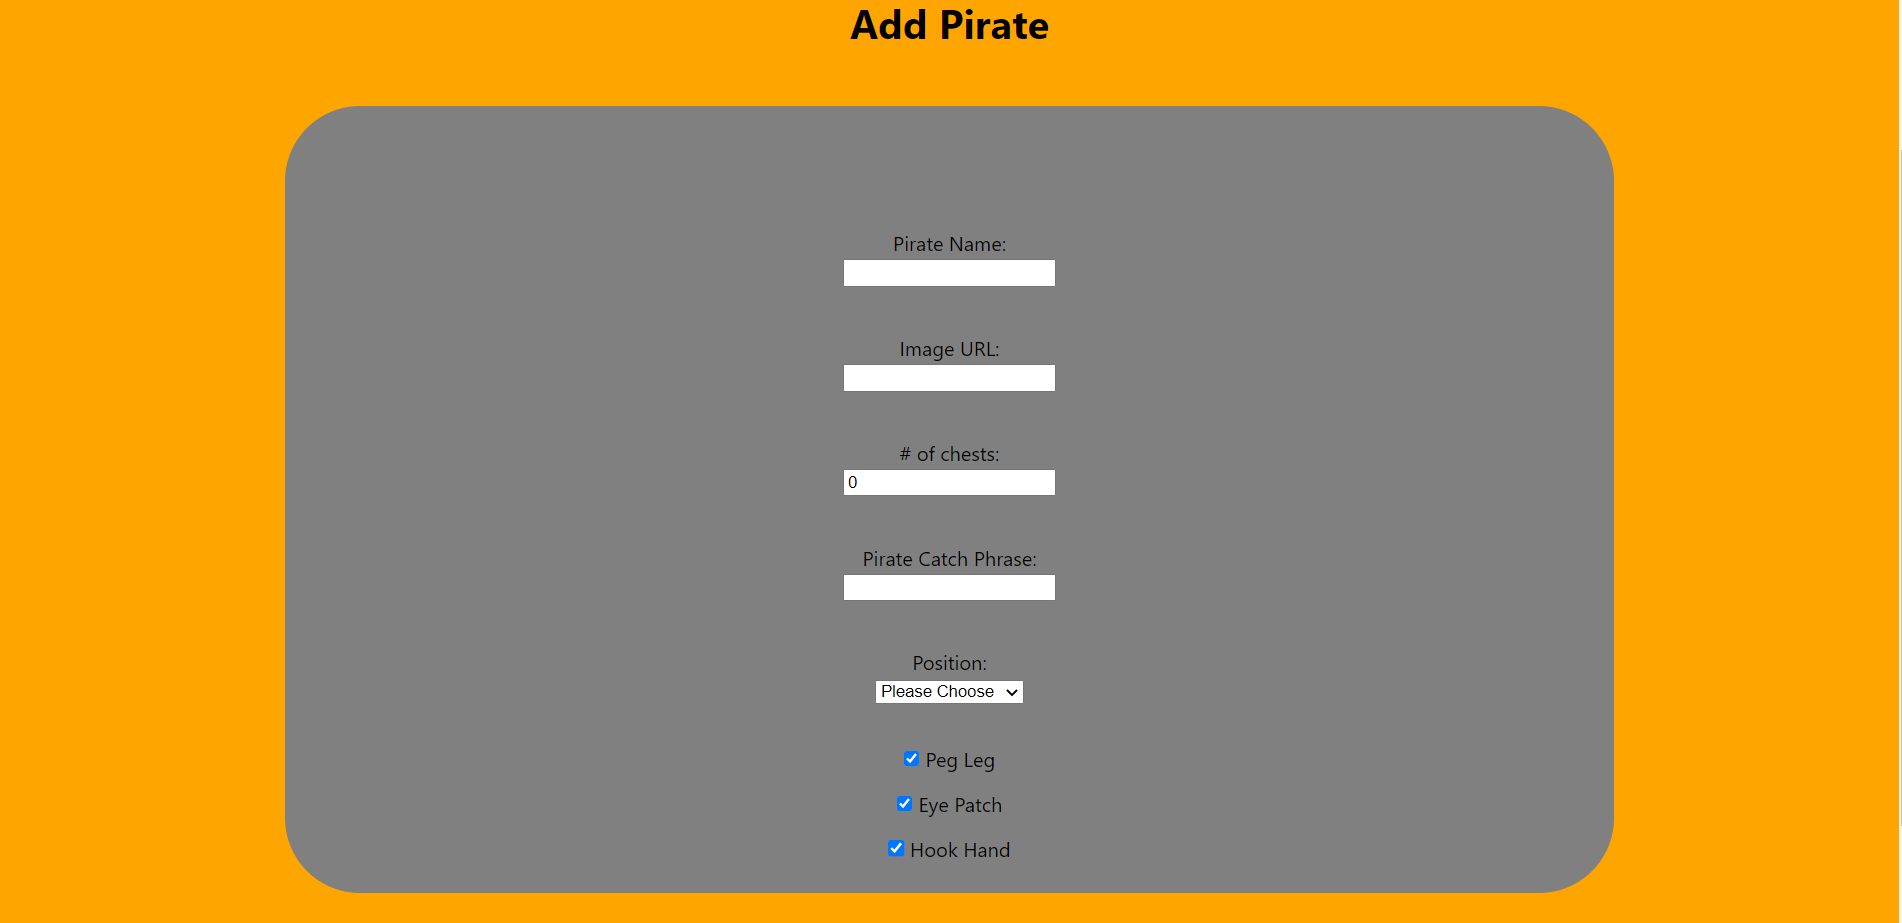 Add Pirate
Pirate Name:
Image URL:
# of chests:
0
Pirate Catch Phrase:
Position:
Please Choose
Peg Leg
Eye Patch
Hook Hand